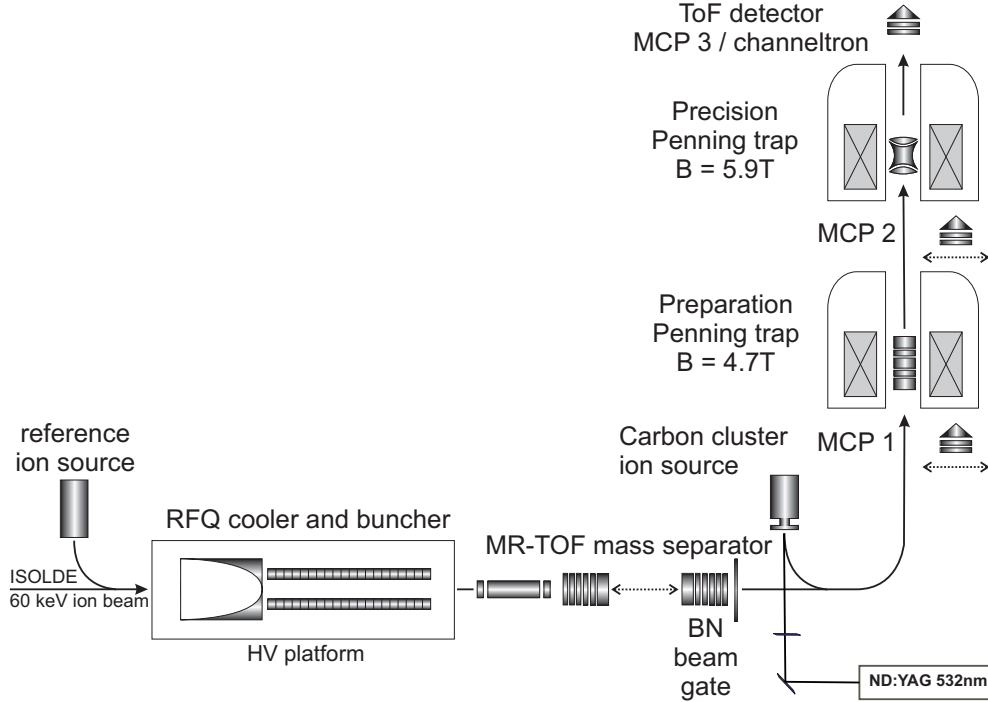 ToF detector
MCP 3 / channeltron
Precision
Penning trap
B = 5.9T
MCP 2
Preparation
Penning trap
B = 4.7T
MCP 1
Carbon cluster
ion source
reference
ion source
RFQ cooler and buncher
MR-TOF mass separator
ISOLDE
60 keV ion beam
HV platform
BN
beam
gate
ND:YAG 532nm